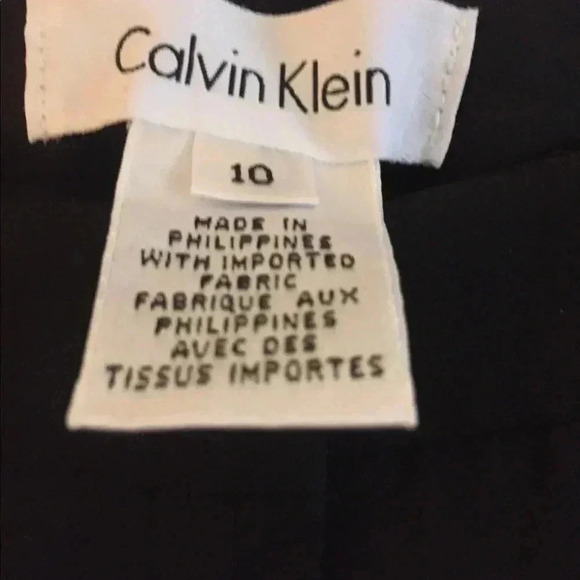 Calvin Klein
10
MADE IN
PHILIPPINES
WITH IMPORTED
FABRIC
FABRIQUE AUX
PHILIPPINES
AVEC DES
TISSUS IMPORTES